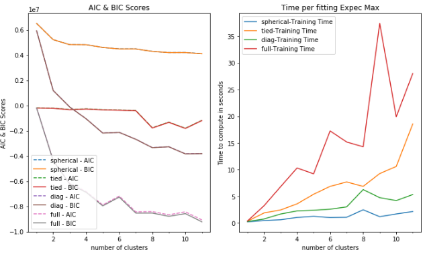 AIC & BIC Scores
1e7
0.6
0.4
0.2
0.0
−0.2
−0.4
−0.6
−0.8
−1.0
AIC & BIC Scores
spherical - AIC
spherical - BIC
tied - AIC
tied - BIC
diag - AIC
diag - BIC
full - AIC
full - BIC
2
4
6
8
10
number of clusters
Time per fitting Expec Max
35
30
25
20
15
10
5
0
Time to compute in seconds
spherical-Training Time
tied-Training Time
diag-Training Time
full-Training Time
2
4
6
8
10
number of clusters